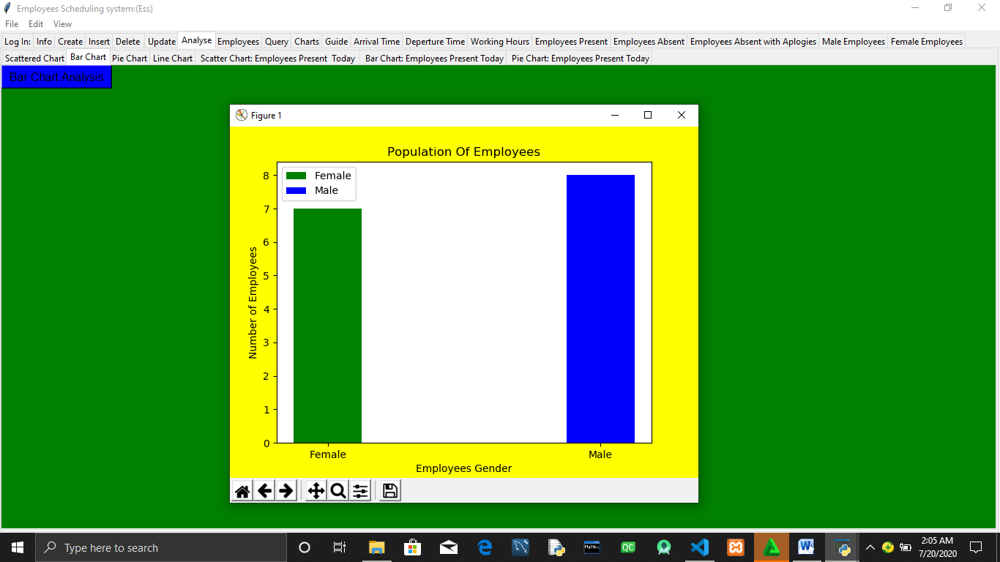 Employees Scheduling system:(Ess)
File Edit View
Log In: Info Create Insert Delete Update Analyse Employees Query Charts Guide Arrival Time Deperture Time Working Hours Employees Present Employees Absent Employees Absent with Aplogies Male Employees Female Employees
Scattered Chart Bar Chart Pie Chart Line Chart Scatter Chart: Employees Present Today Bar Chart: Employees Present Today Pie Chart: Employees Present Today
Bar Chart Analysis
Figure 1
Population Of Employees
Female
Male
8
7
6
5
4
3
2
1
0
Number of Employees
Female Male
Employees Gender
Type here to search
MySQL
QC
W
2:05 AM
7/20/2020